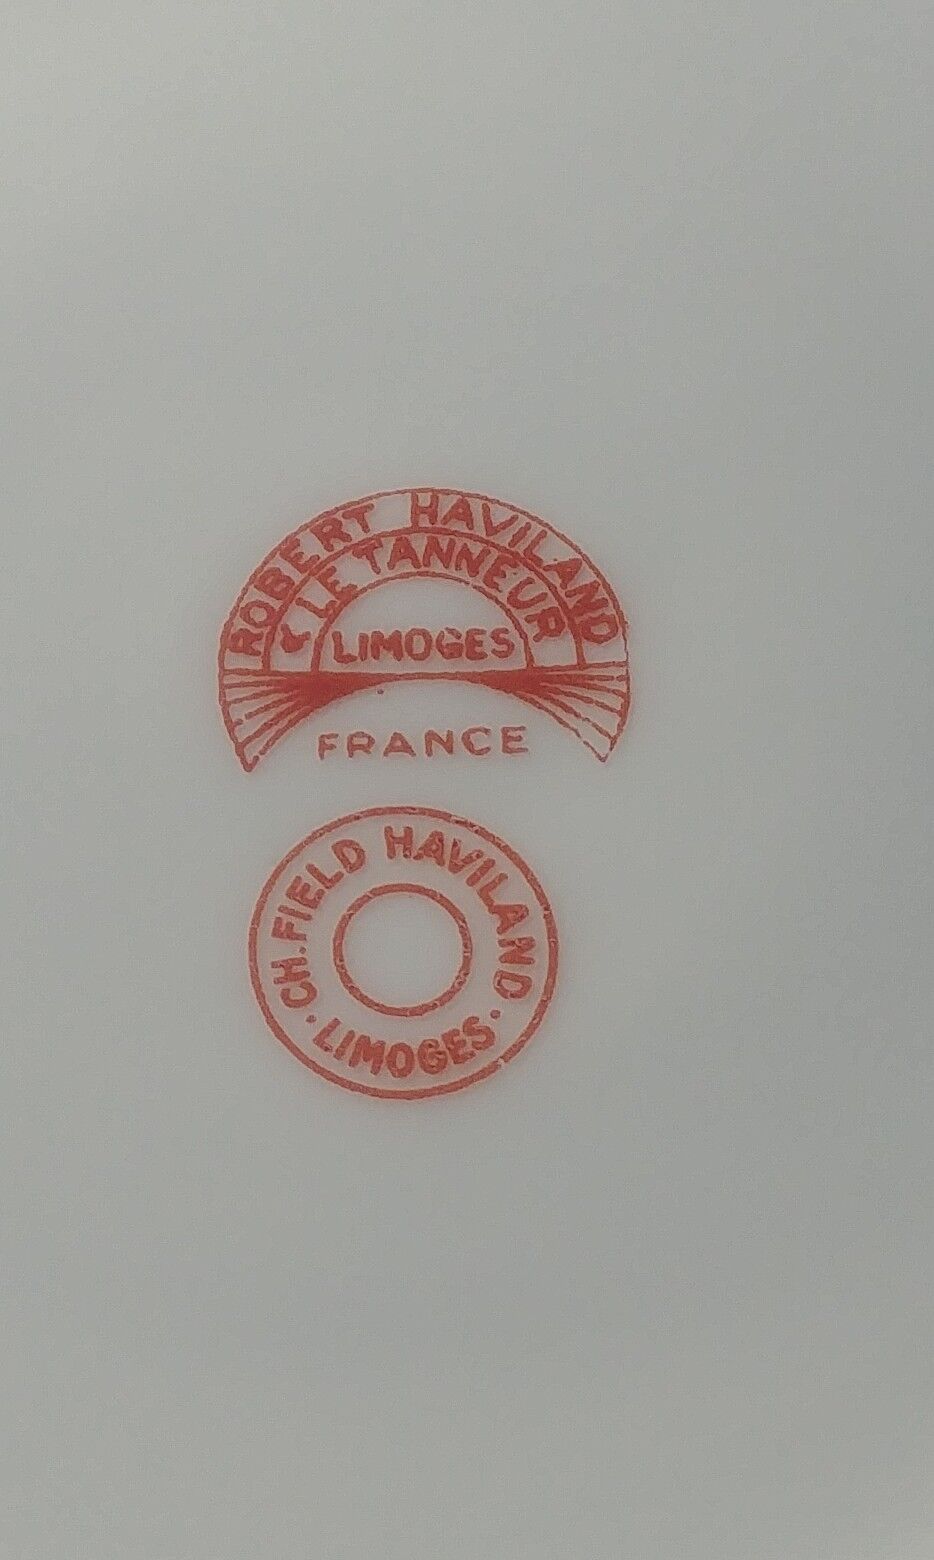 ROBERT HAVILAND
& LE TANNEUR
LIMOGES
FRANCE
CH. FIELD HAVILAND
· LIMOGES ·